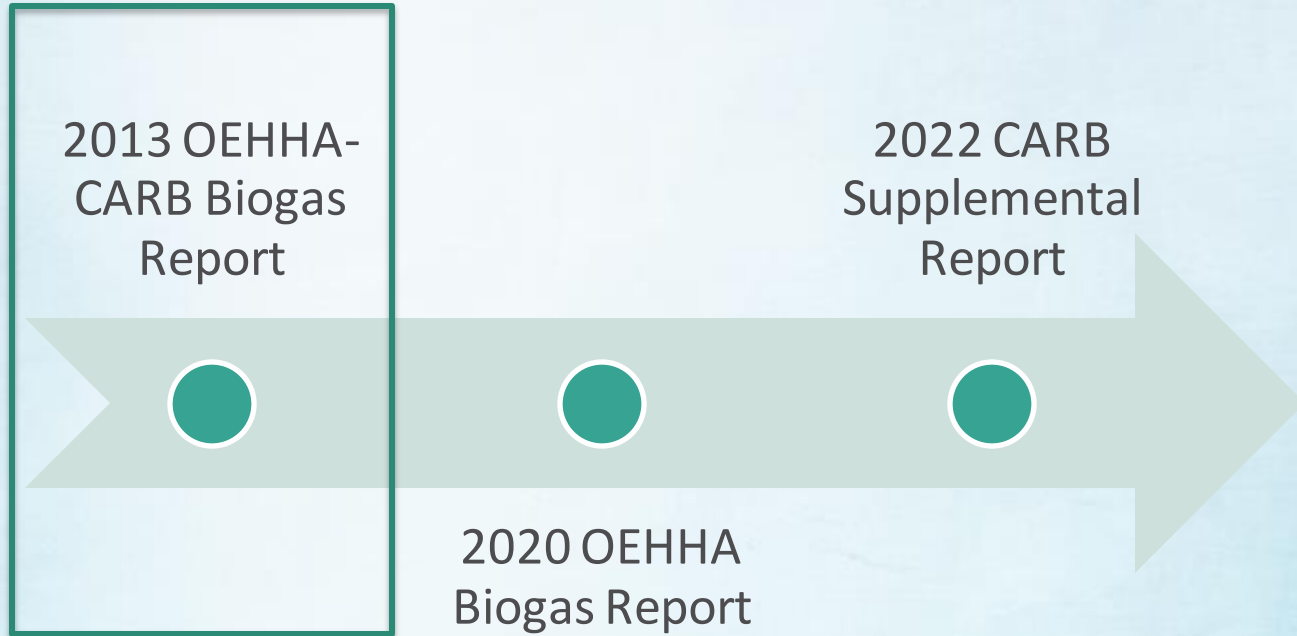 2013 OEHHA-
CARB Biogas
Report
2020 OEHHA
Biogas Report
2022 CARB
Supplemental
Report